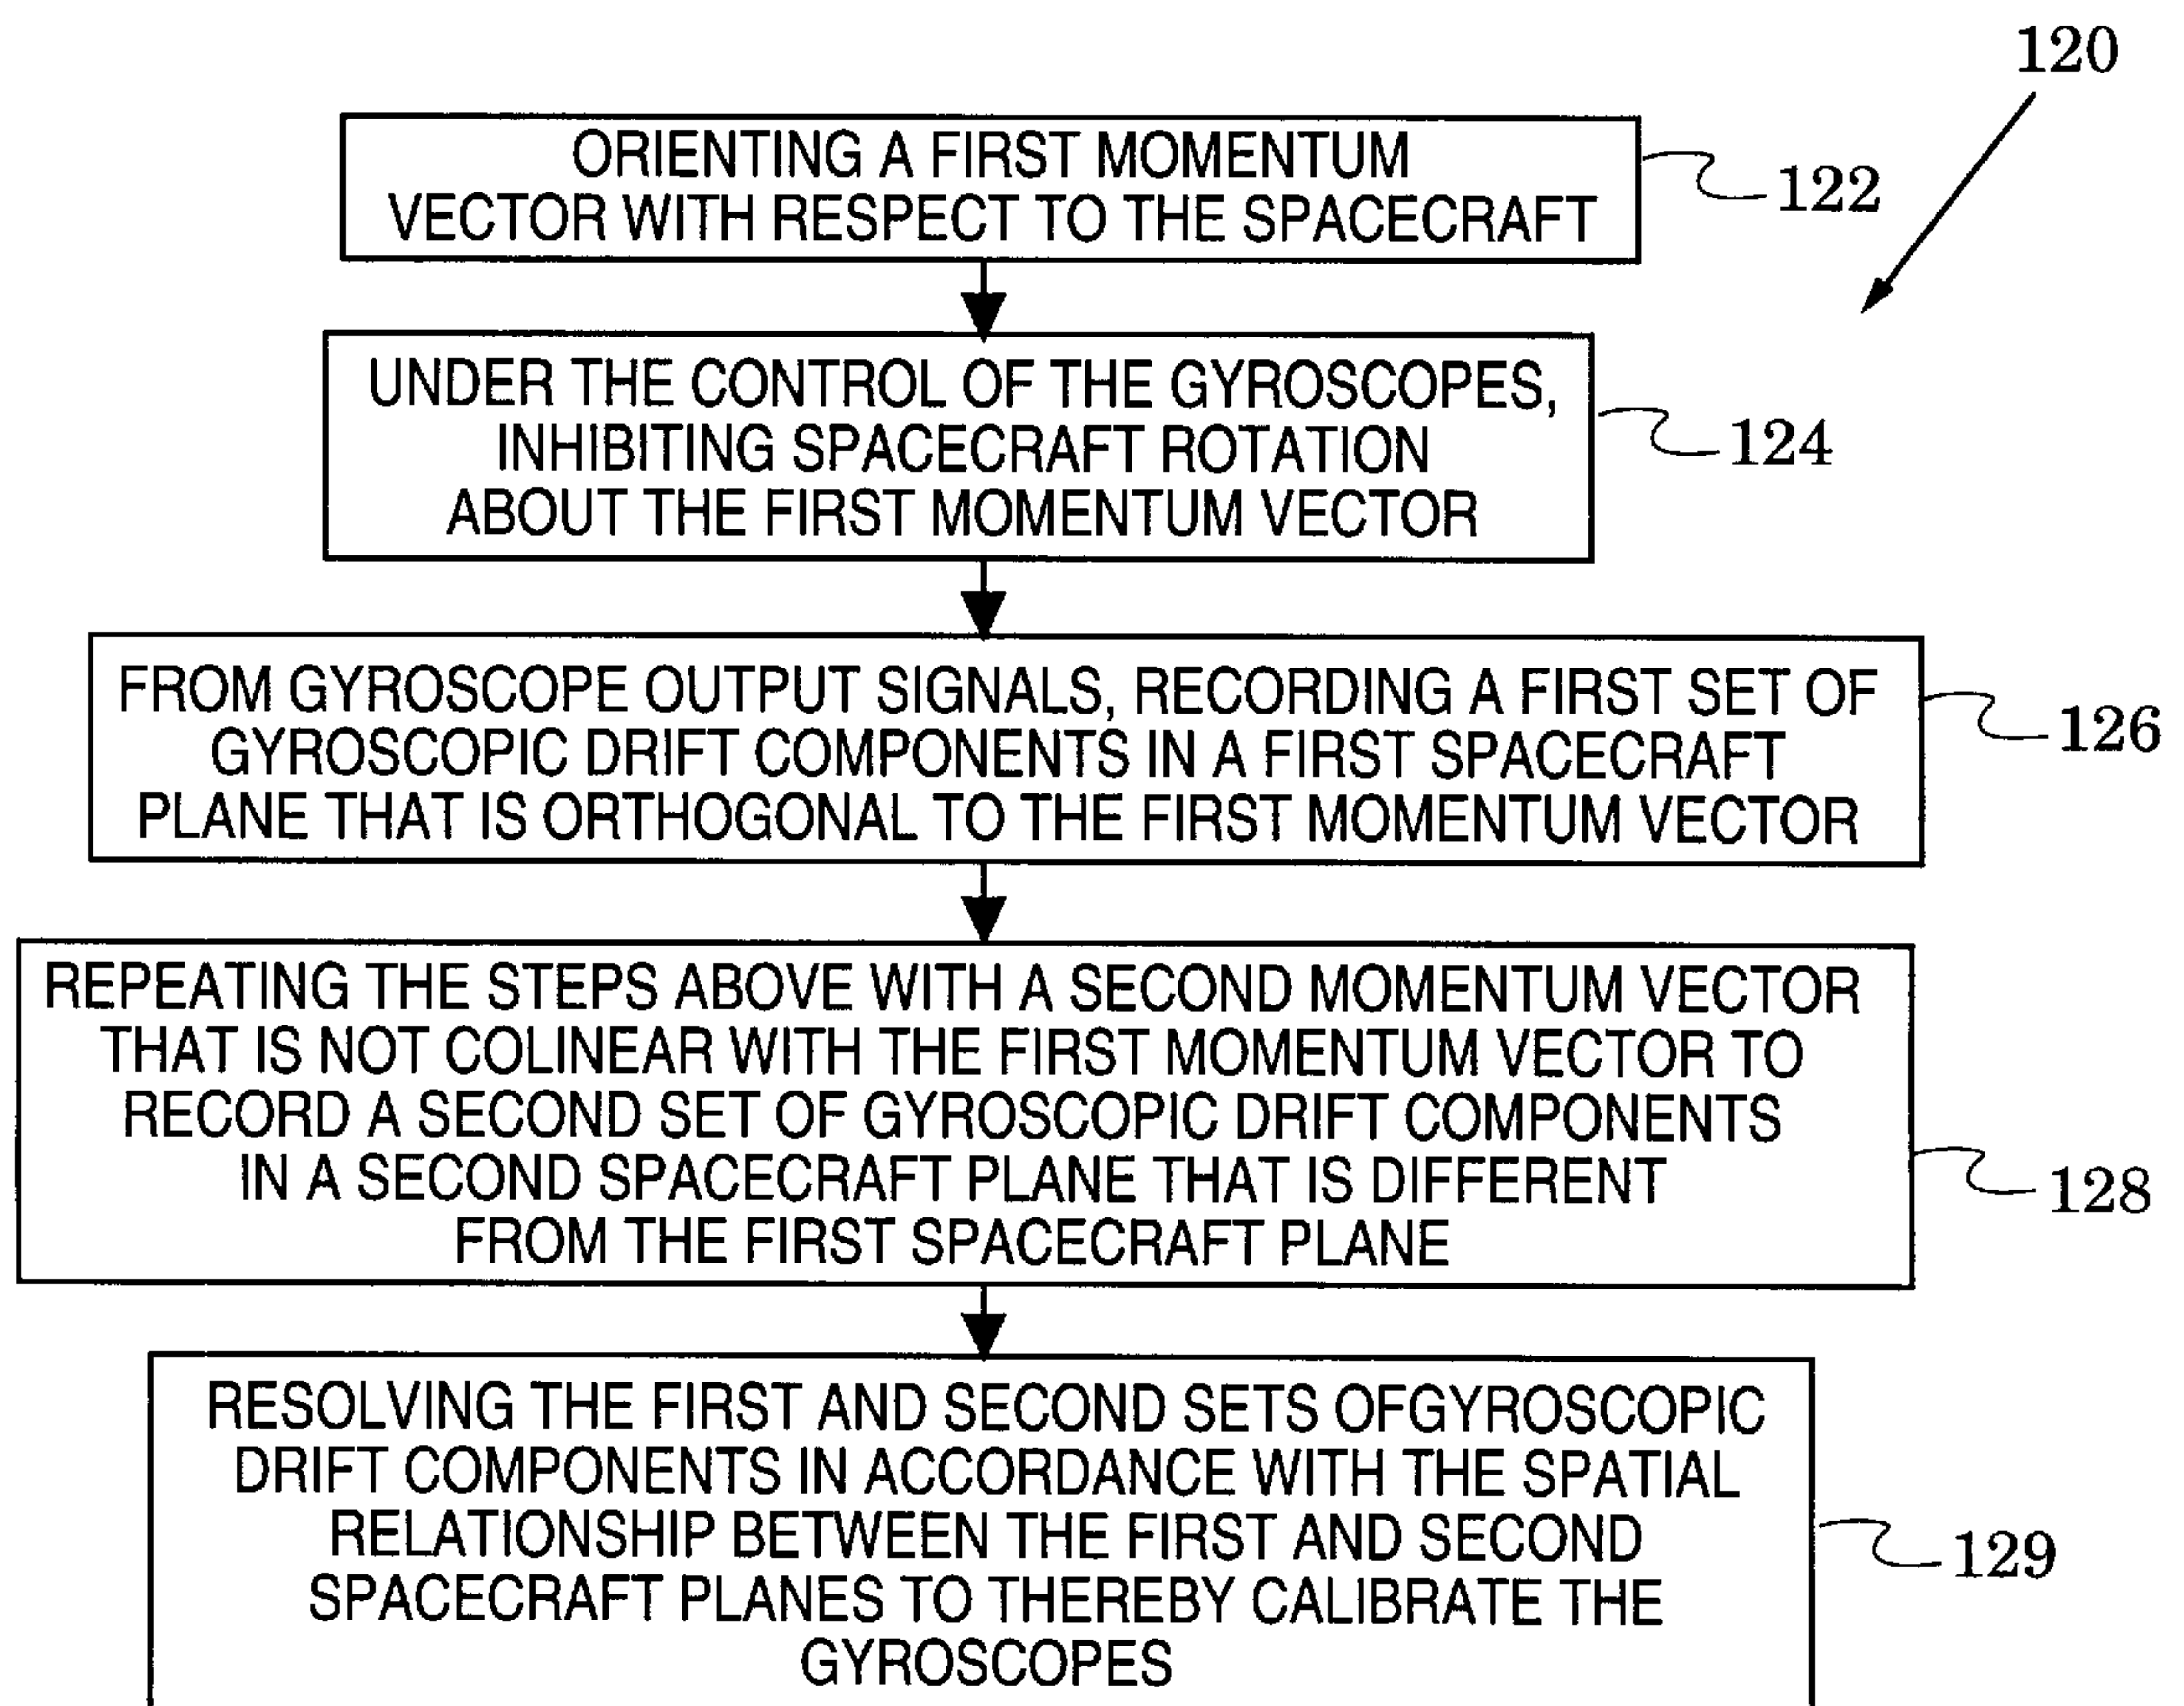 120
ORIENTING A FIRST MOMENTUM
VECTOR WITH RESPECT TO THE SPACECRAFT
122
UNDER THE CONTROL OF THE GYROSCOPES,
INHIBITING SPACECRAFT ROTATION
ABOUT THE FIRST MOMENTUM VECTOR
124
FROM GYROSCOPE OUTPUT SIGNALS, RECORDING A FIRST SET OF
GYROSCOPIC DRIFT COMPONENTS IN A FIRST SPACECRAFT
PLANE THAT IS ORTHOGONAL TO THE FIRST MOMENTUM VECTOR
126
REPEATING THE STEPS ABOVE WITH A SECOND MOMENTUM VECTOR
THAT IS NOT COLINEAR WITH THE FIRST MOMENTUM VECTOR TO
RECORD A SECOND SET OF GYROSCOPIC DRIFT COMPONENTS
IN A SECOND SPACECRAFT PLANE THAT IS DIFFERENT
FROM THE FIRST SPACECRAFT PLANE
128
RESOLVING THE FIRST AND SECOND SETS OFGYROSCOPIC
DRIFT COMPONENTS IN ACCORDANCE WITH THE SPATIAL
RELATIONSHIP BETWEEN THE FIRST AND SECOND
SPACECRAFT PLANES TO THEREBY CALIBRATE THE
GYROSCOPES
129